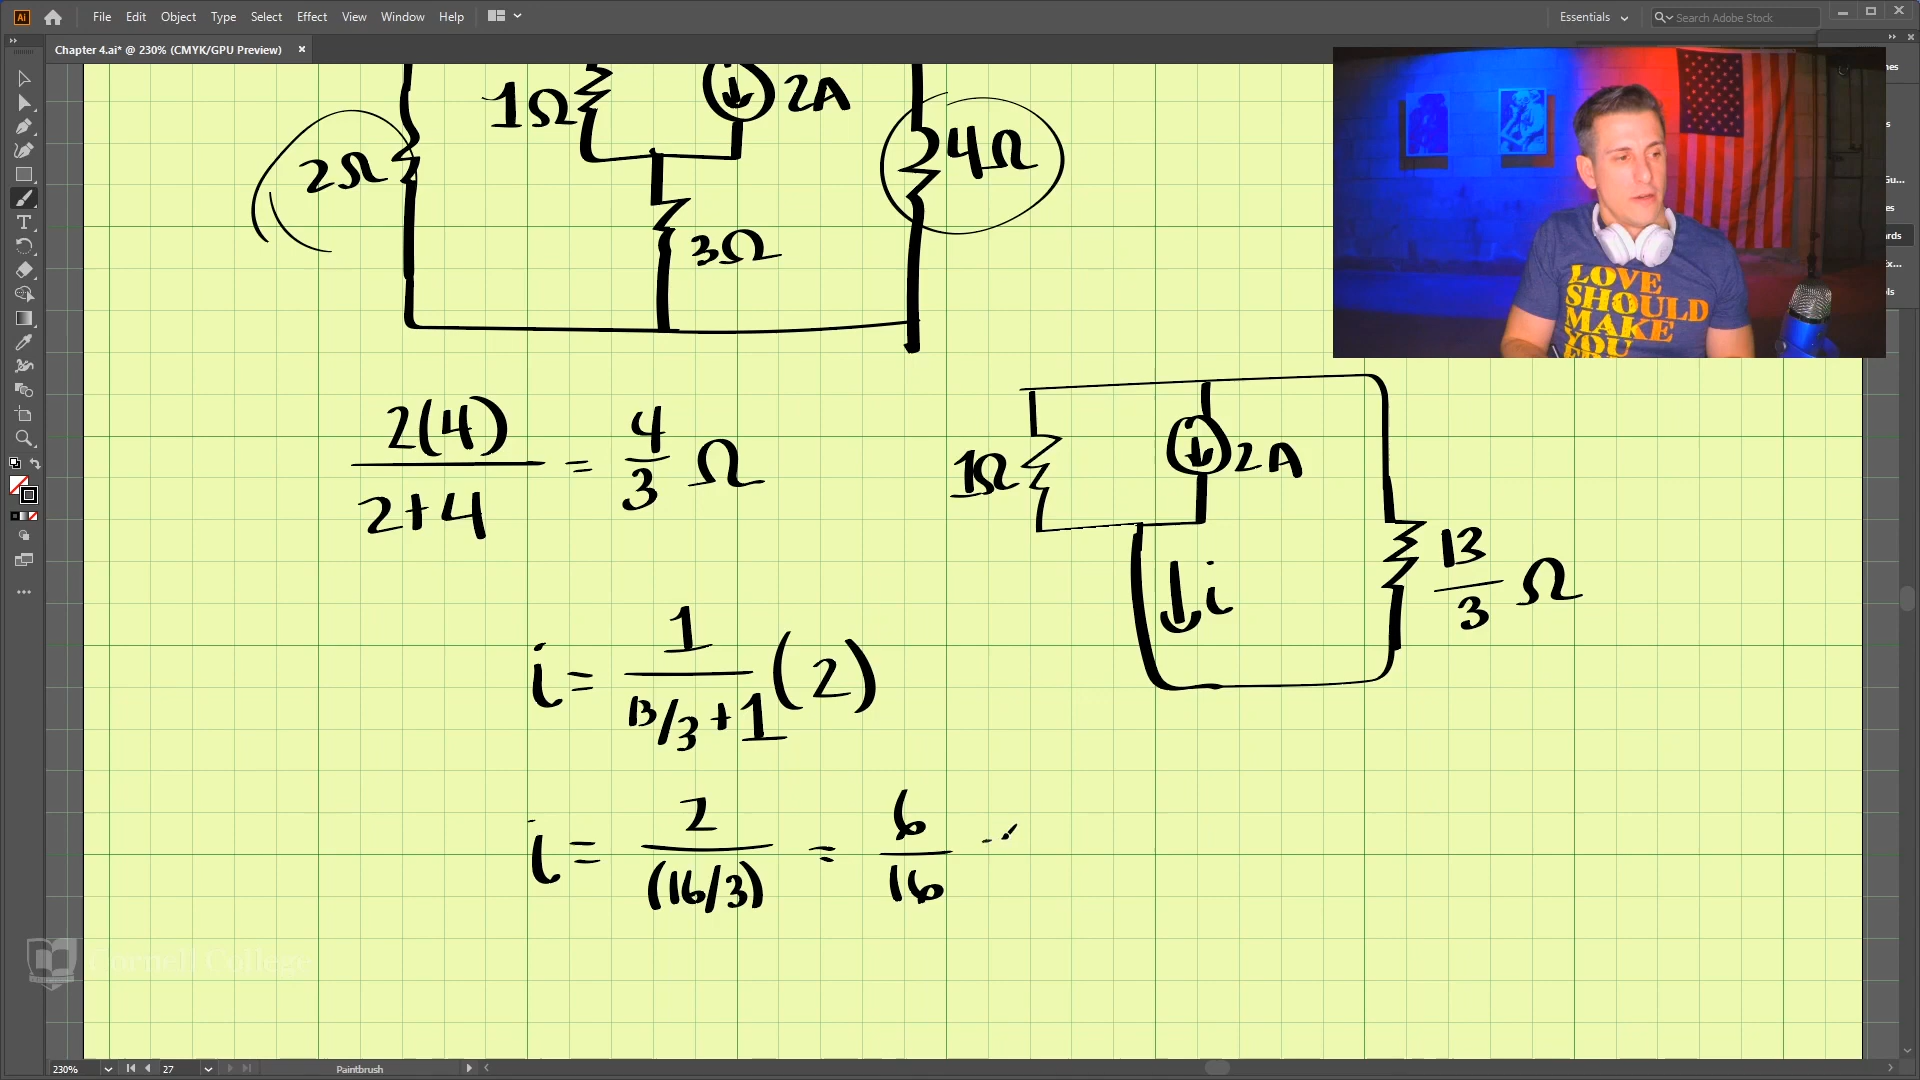 Ai File Edit Object Type Select Effect View Window Help Essentials Search Adobe Stock
Chapter 4.ai* @ 230% (CMYK/GPU Preview) ×
1Ω 2A
2Ω 4Ω
3Ω
LOVE
SHOULD
MAKE
YOU
2(4) / 2+4 = 4/3 Ω
1Ω 2A
i
13/3 Ω
i = 1 / (13/3 + 1) (2)
i = 2 / (16/3) = 6/16
Cornell College
230% 27 Paintbrush